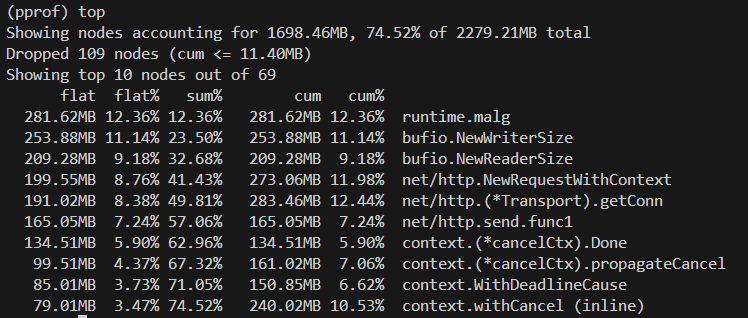 (pprof) top
Showing nodes accounting for 1698.46MB, 74.52% of 2279.21MB total
Dropped 109 nodes (cum <= 11.40MB)
Showing top 10 nodes out of 69
flat flat% sum% cum cum%
281.62MB 12.36% 12.36% 281.62MB 12.36% runtime.malg
253.88MB 11.14% 23.50% 253.88MB 11.14% bufio.NewWriterSize
209.28MB 9.18% 32.68% 209.28MB 9.18% bufio.NewReaderSize
199.55MB 8.76% 41.43% 273.06MB 11.98% net/http.NewRequestWithContext
191.02MB 8.38% 49.81% 283.46MB 12.44% net/http.(*Transport).getConn
165.05MB 7.24% 57.06% 165.05MB 7.24% net/http.send.func1
134.51MB 5.90% 62.96% 134.51MB 5.90% context.(*cancelCtx).Done
99.51MB 4.37% 67.32% 161.02MB 7.06% context.(*cancelCtx).propagateCancel
85.01MB 3.73% 71.05% 150.85MB 6.62% context.WithDeadlineCause
79.01MB 3.47% 74.52% 240.02MB 10.53% context.withCancel (inline)